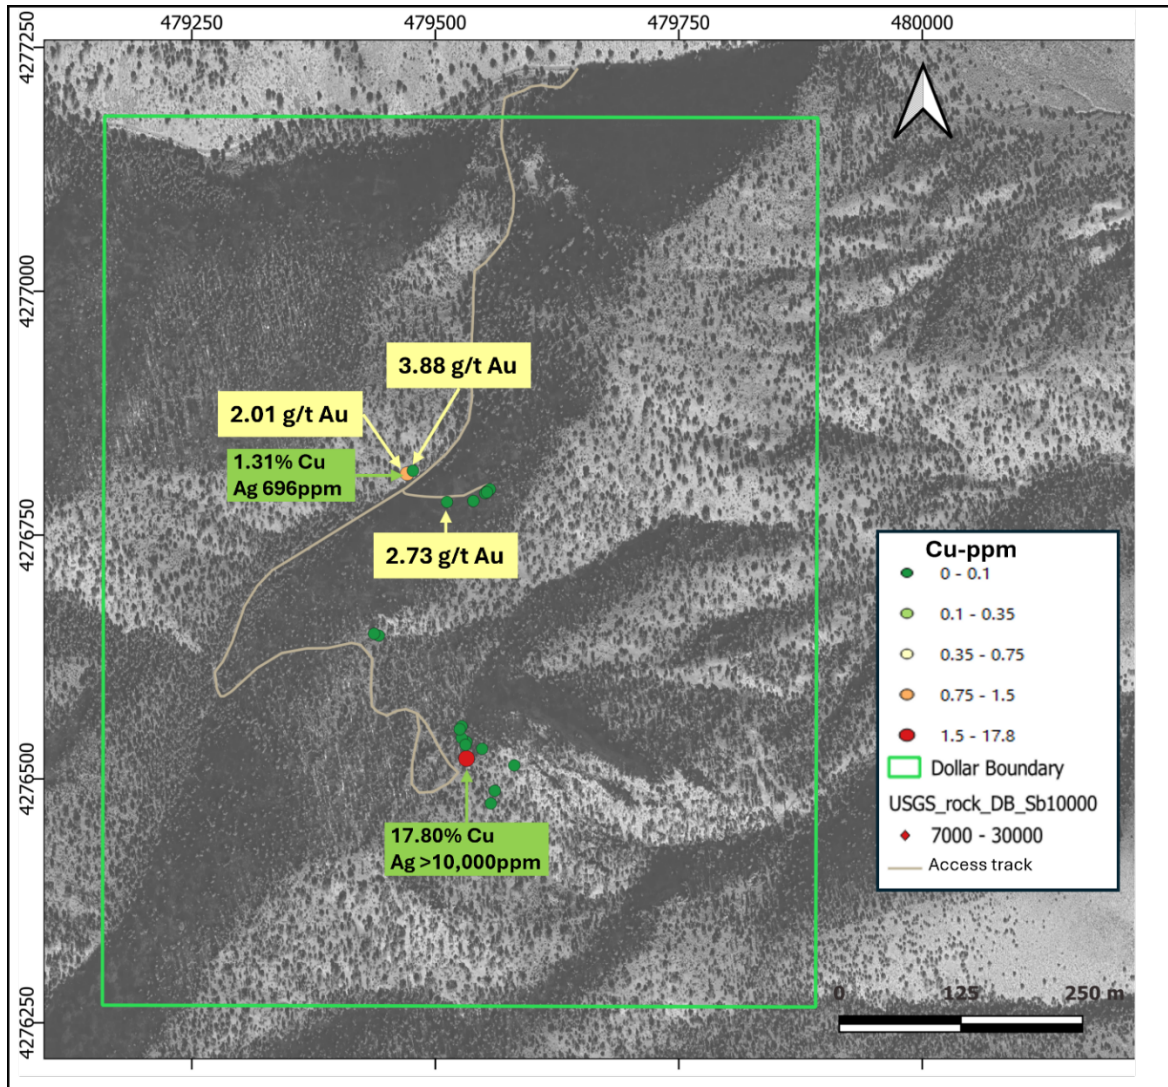 479250 479500 479750 480000
4277250
4277000
4276750
4276500
4276250
3.88 g/t Au
2.01 g/t Au
1.31% Cu
Ag 696ppm
2.73 g/t Au
17.80% Cu
Ag >10,000ppm
Cu-ppm
0 - 0.1
0.1 - 0.35
0.35 - 0.75
0.75 - 1.5
1.5 - 17.8
Dollar Boundary
USGS_rock_DB_Sb10000
7000 - 30000
Access track
0 125 250 m